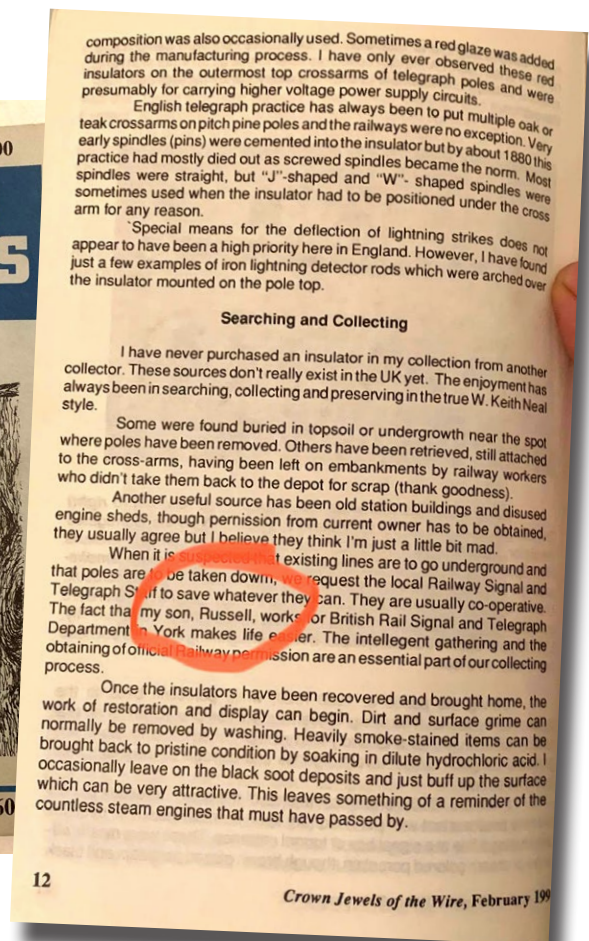 composition was also occasionally used. Sometimes a red glaze was added
during the manufacturing process. I have only ever observed these red
insulators on the outermost top crossarms of telegraph poles and were
presumably for carrying higher voltage power supply circuits.
English telegraph practice has always been to put multiple oak or
teak crossarms on pitch pine poles and the railways were no exception. Very
early spindles (pins) were cemented into the insulator but by about 1880 this
practice had mostly died out as screwed spindles became the norm. Most
spindles were straight, but "J"-shaped and "W"- shaped spindles were
sometimes used when the insulator had to be positioned under the cross
arm for any reason.
`Special means for the deflection of lightning strikes does not
appear to have been a high priority here in England. However, I have found
just a few examples of iron lightning detector rods which were arched over
the insulator mounted on the pole top.
Searching and Collecting
I have never purchased an insulator in my collection from another
collector. These sources don't really exist in the UK yet. The enjoyment has
always been in searching, collecting and preserving in the true W. Keith Neal
style.
Some were found buried in topsoil or undergrowth near the spot
where poles have been removed. Others have been retrieved, still attached
to the cross-arms, having been left on embankments by railway workers
who didn't take them back to the depot for scrap (thank goodness).
Another useful source has been old station buildings and disused
engine sheds, though pernission from current owner has to be obtained,
they usually agree but I believe they think I'm just a little bit mad.
When it is suspected that existing lines are to go underground and
that poles are to be taken dowm, we request the local Railway Signal and
Telegraph Staff to save whatever they can. They are usually co-operative.
The fact that my son, Russell, works for British Rail Signal and Telegraph
Department in York makes life easier. The intellegent gathering and the
obtaining of official Railway permission are an essential part of our collecting
process.
Once the insulators have been recovered and brought home, the
work of restoration and display can begin. Dirt and surface grime can
normally be removed by washing. Heavily smoke-stained items can be
brought back to pristine condition by soaking in dilute hydrochloric acid. I
occasionally leave on the black soot deposits and just buff up the surface
which can be very attractive. This leaves something of a reminder of the
countless steam engines that must have passed by.
12
Crown Jewels of the Wire, February 199